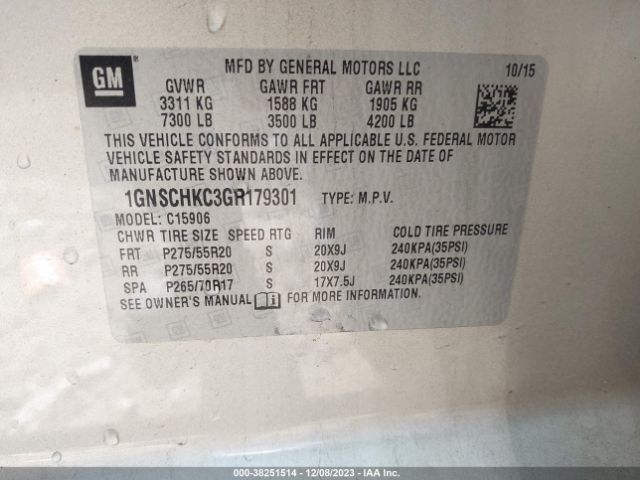 GM
®
MFD BY GENERAL MOTORS LLC 10/15
GVWR GAWR FRT GAWR RR
3311 KG 1588 KG 1905 KG
7300 LB 3500 LB 4200 LB
THIS VEHICLE CONFORMS TO ALL APPLICABLE U.S. FEDERAL MOTOR
VEHICLE SAFETY STANDARDS IN EFFECT ON THE DATE OF
MANUFACTURE SHOWN ABOVE.
1GNSCHKC3GR179301 TYPE: M.P.V.
MODEL: C15906
CHWR TIRE SIZE SPEED RTG RIM COLD TIRE PRESSURE
FRT P275/55R20 S 20X9J 240KPA(35PSI)
RR P275/55R20 S 20X9J 240KPA(35PSI)
SPA P265/70R17 S 17X7.5J 240KPA(35PSI)
SEE OWNER'S MANUAL i FOR MORE INFORMATION.
000-38251514 - 12/08/2023 - IAA Inc.